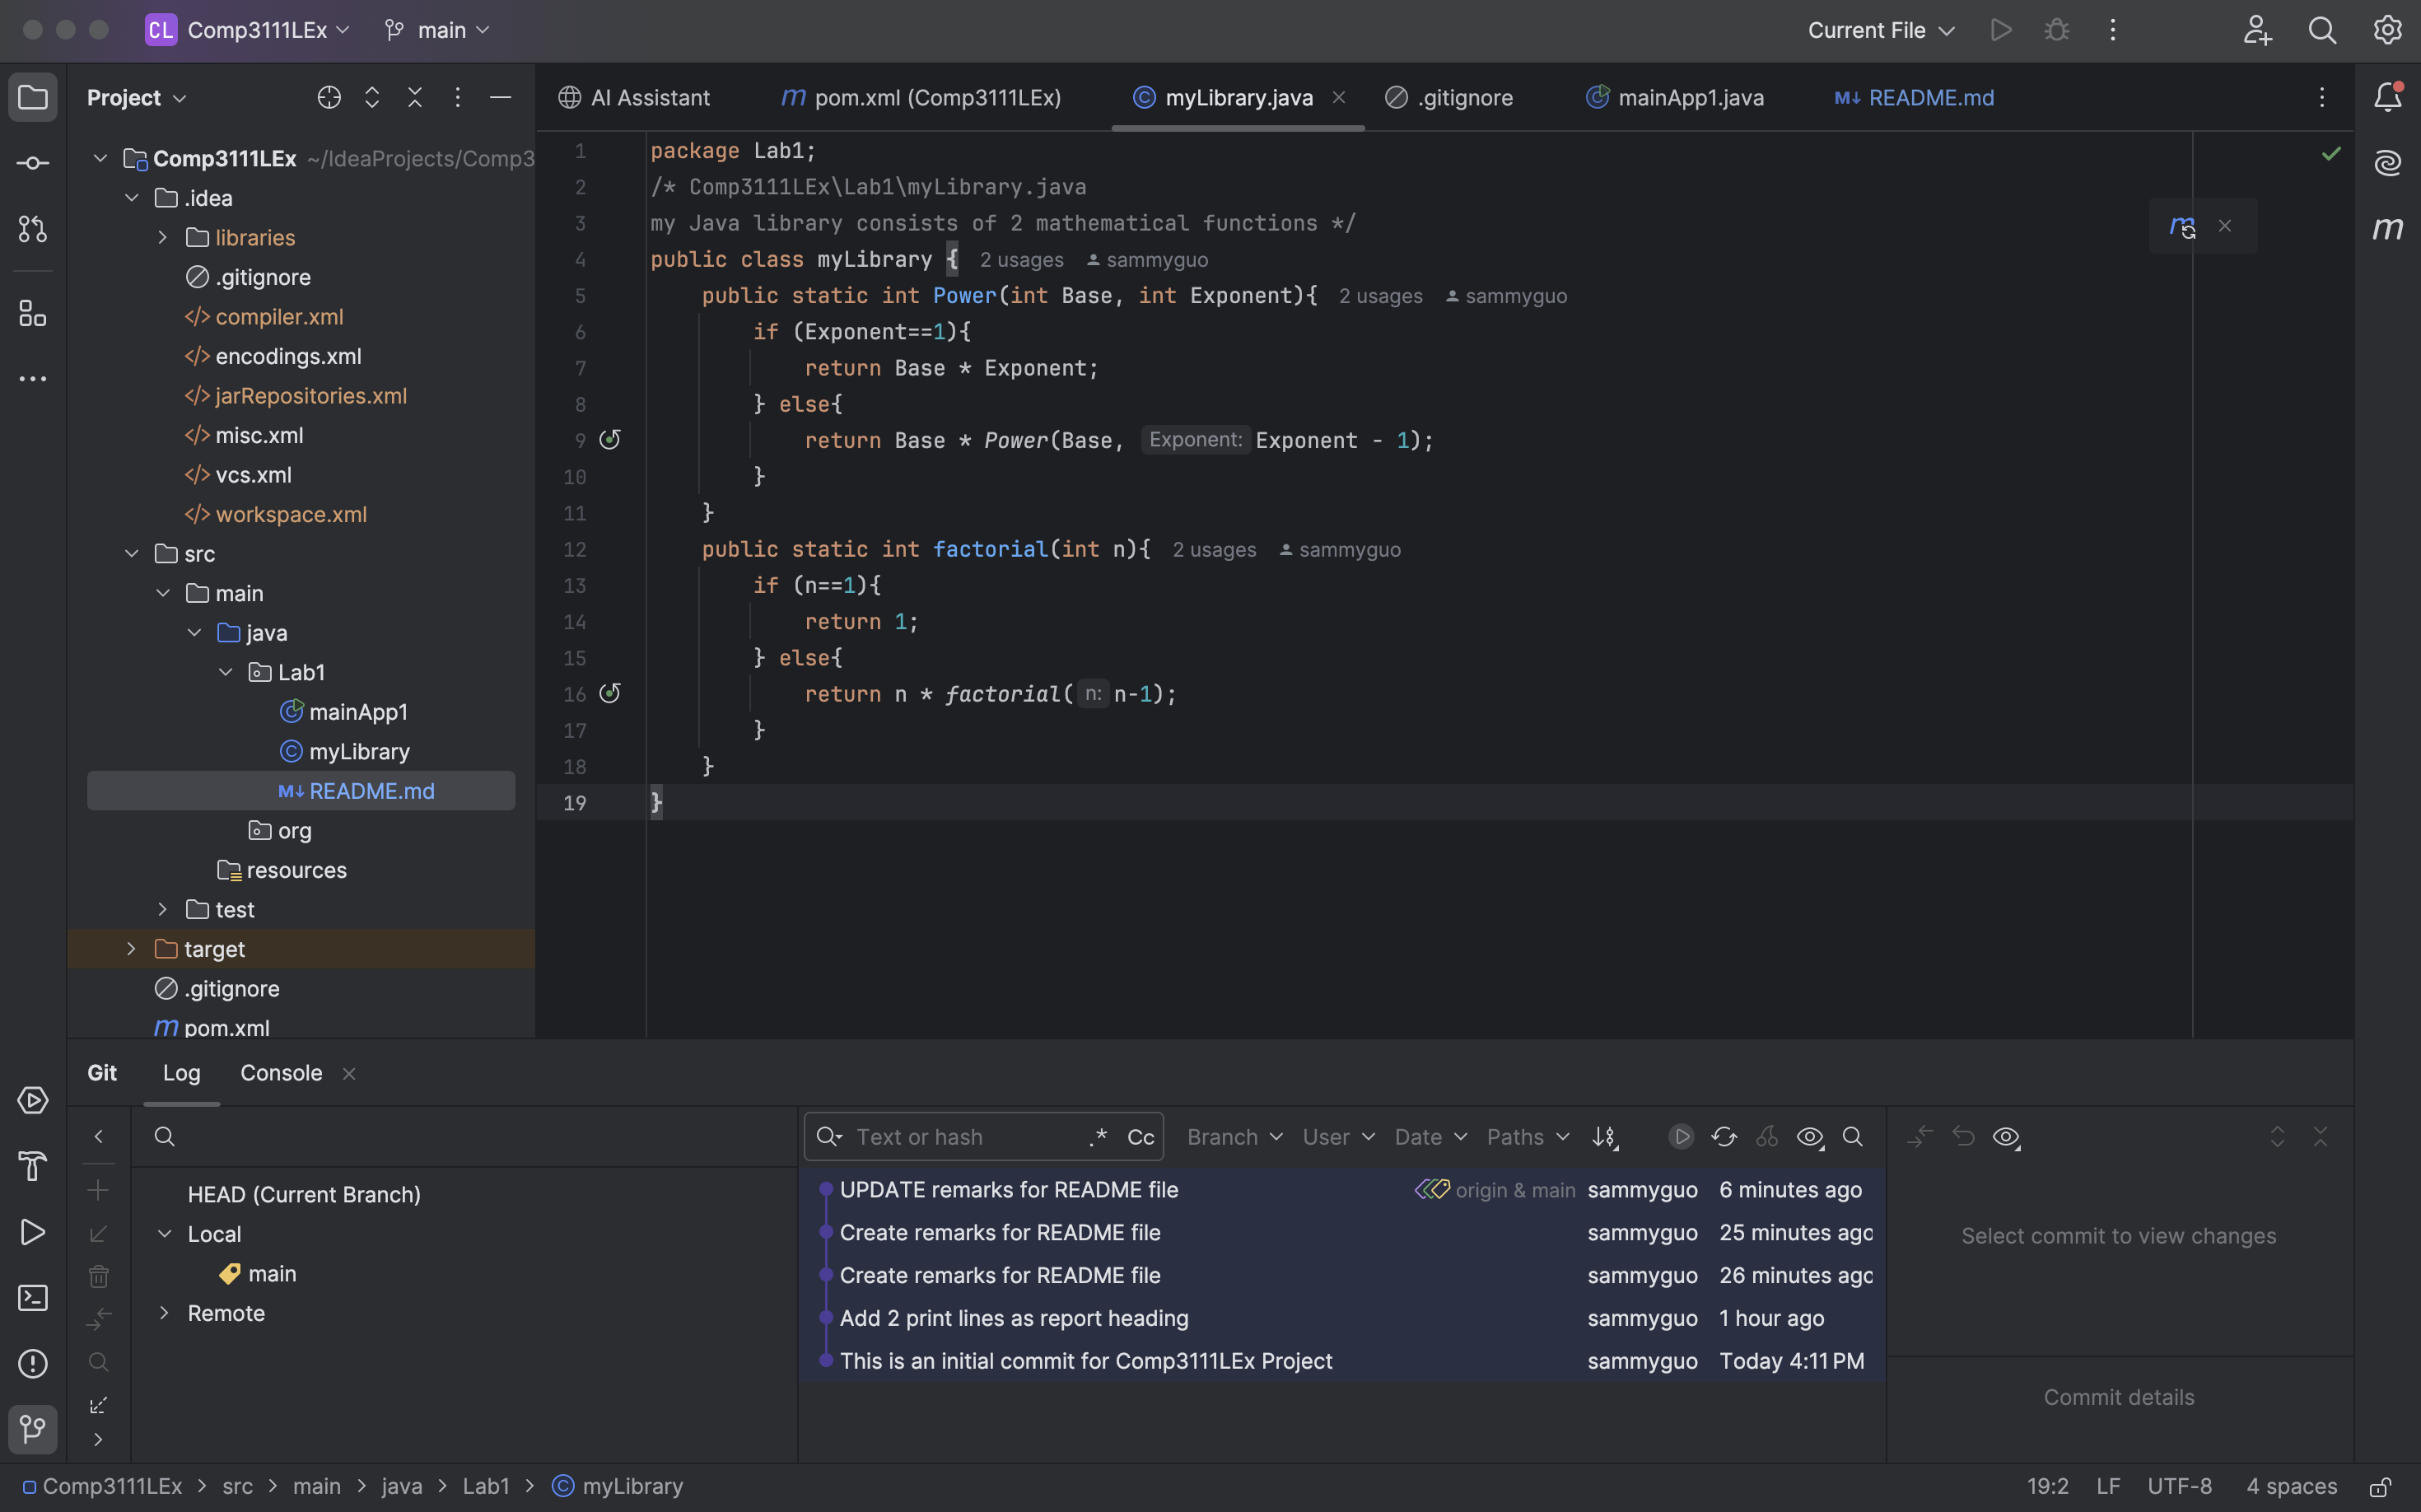 CL Comp3111LEx main Current File
Project
AI Assistant m pom.xml (Comp3111LEx) myLibrary.java .gitignore mainApp1.java M↓ README.md
Comp3111LEx ~/IdeaProjects/Comp3
.idea
libraries
.gitignore
</> compiler.xml
</> encodings.xml
</> jarRepositories.xml
</> misc.xml
</> vcs.xml
</> workspace.xml
src
main
java
Lab1
mainApp1
myLibrary
M↓ README.md
org
resources
test
target
.gitignore
m pom.xml
1 package Lab1;
2 /* Comp3111LEx\Lab1\myLibrary.java
3 my Java library consists of 2 mathematical functions */
4 public class myLibrary { 2 usages sammyguo
5 public static int Power(int Base, int Exponent){ 2 usages sammyguo
6 if (Exponent==1){
7 return Base * Exponent;
8 } else{
9 return Base * Power(Base, Exponent: Exponent - 1);
10 }
11 }
12 public static int factorial(int n){ 2 usages sammyguo
13 if (n==1){
14 return 1;
15 } else{
16 return n * factorial( n: n-1);
17 }
18 }
19 }
m
m
Git Log Console
Text or hash .* Cc Branch User Date Paths
HEAD (Current Branch)
Local
main
Remote
UPDATE remarks for README file origin & main sammyguo 6 minutes ago
Create remarks for README file sammyguo 25 minutes ago
Create remarks for README file sammyguo 26 minutes ago
Add 2 print lines as report heading sammyguo 1 hour ago
This is an initial commit for Comp3111LEx Project sammyguo Today 4:11 PM
Select commit to view changes
Commit details
Comp3111LEx > src > main > java > Lab1 > myLibrary 19:2 LF UTF-8 4 spaces